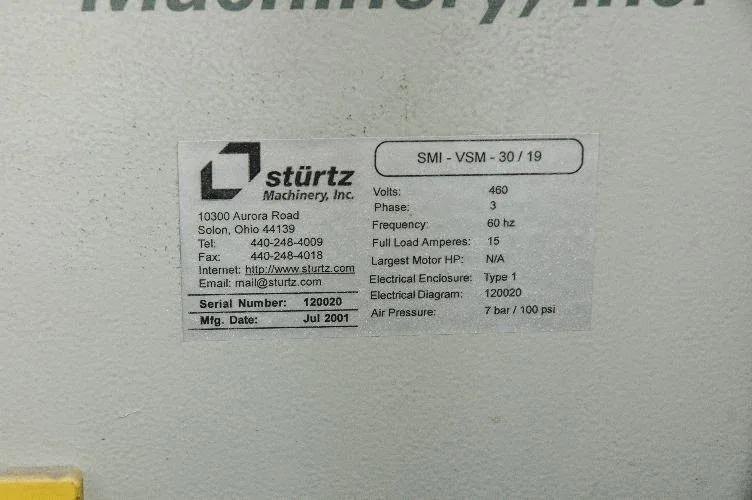 Machinery, Inc.
stürtz
Machinery, Inc.
10300 Aurora Road
Solon, Ohio 44139
Tel: 440-248-4009
Fax: 440-248-4018
Internet: http://www.sturtz.com
Email: mail@sturtz.com
Serial Number: 120020
Mfg. Date: Jul 2001
SMI - VSM - 30 / 19
Volts: 460
Phase: 3
Frequency: 60 hz
Full Load Amperes: 15
Largest Motor HP: N/A
Electrical Enclosure: Type 1
Electrical Diagram: 120020
Air Pressure: 7 bar / 100 psi